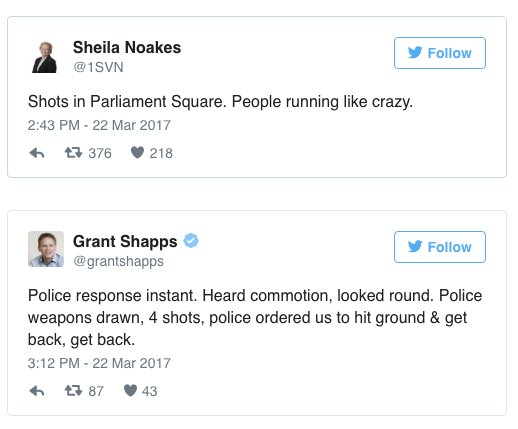 Sheila Noakes
@1SVN
Follow
Shots in Parliament Square. People running like crazy.
2:43 PM - 22 Mar 2017
376 218
Grant Shapps
@grantshapps
Follow
Police response instant. Heard commotion, looked round. Police
weapons drawn, 4 shots, police ordered us to hit ground & get
back, get back.
3:12 PM - 22 Mar 2017
87 43